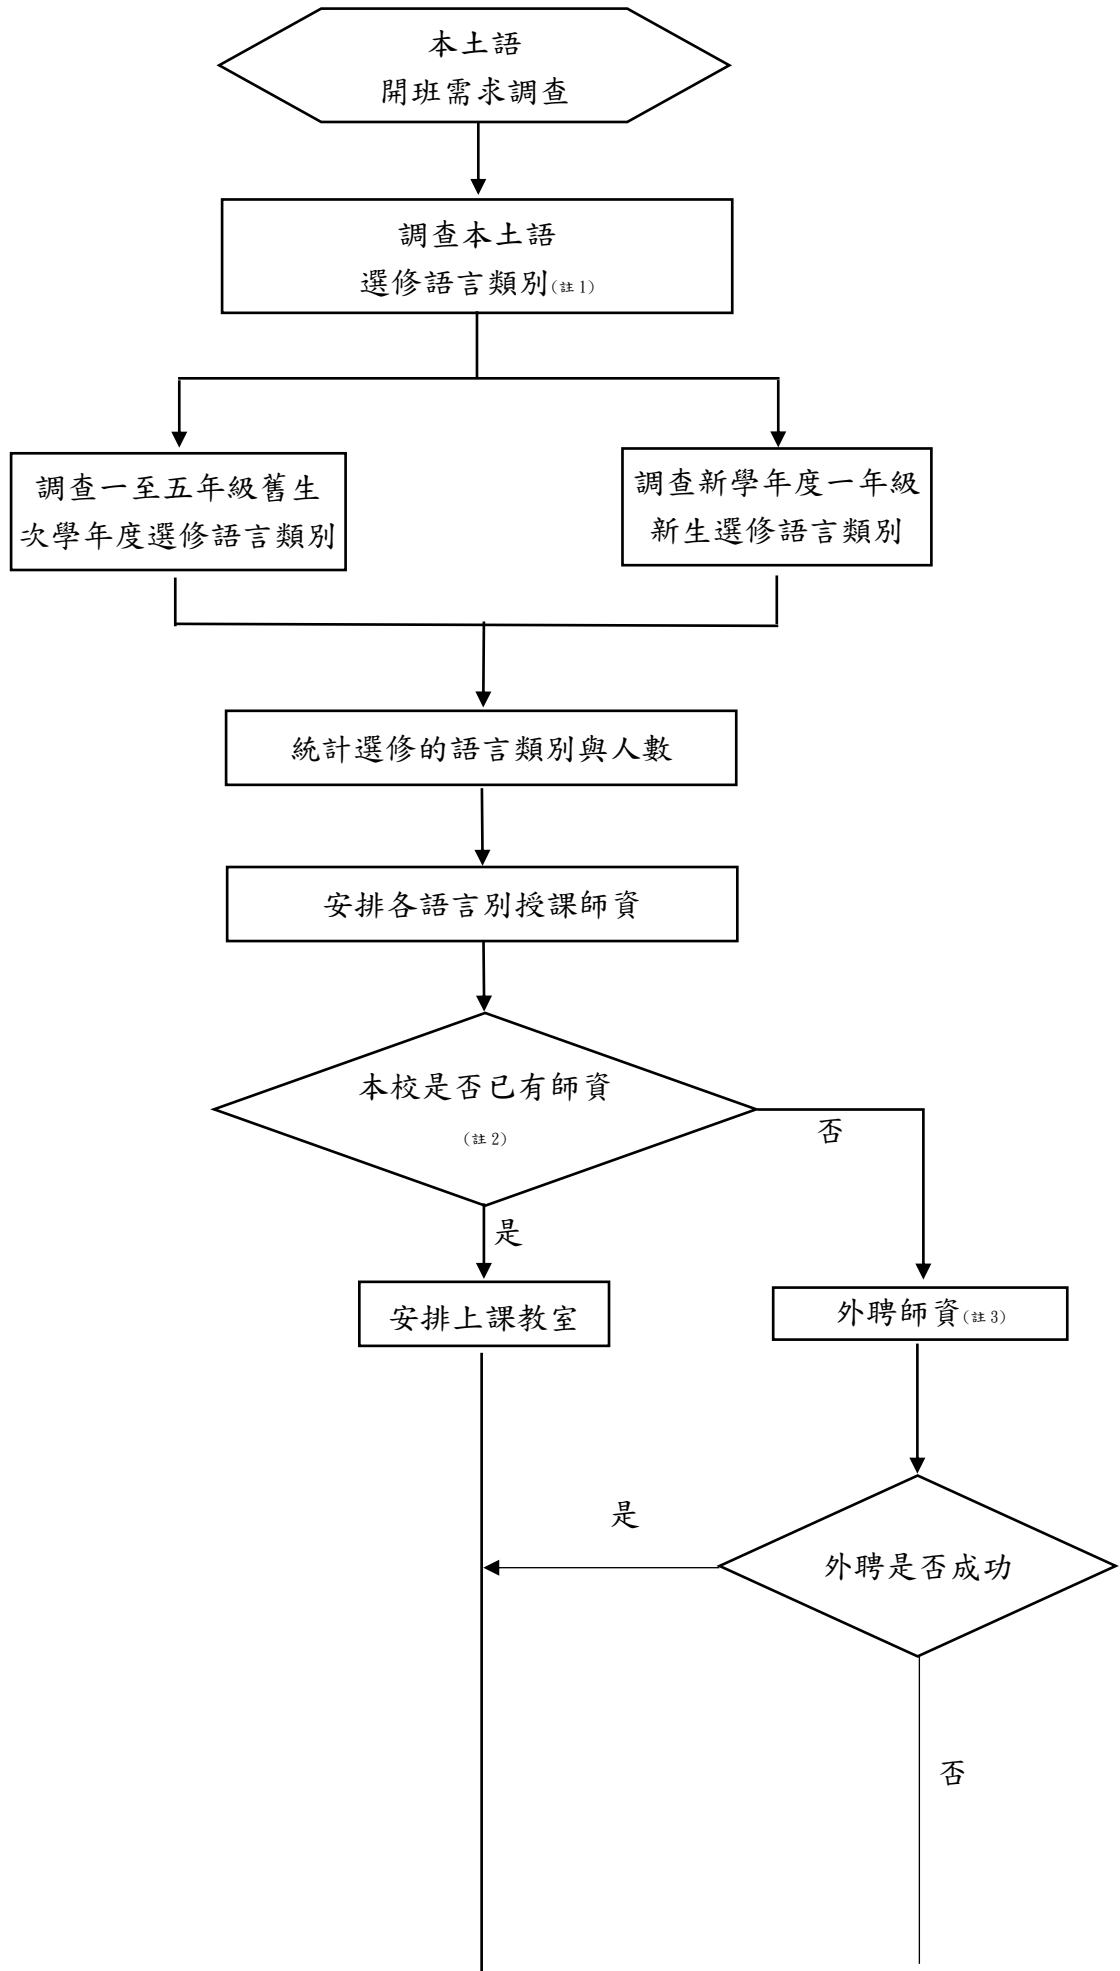 本土語
開班需求調查
調查本土語
選修語言類別(註1)
調查一至五年級舊生
次學年度選修語言類別
調查新學年度一年級
新生選修語言類別
統計選修的語言類別與人數
安排各語言別授課師資
本校是否已有師資
(註2)
否
是
安排上課教室
外聘師資(註3)
是
外聘是否成功
否